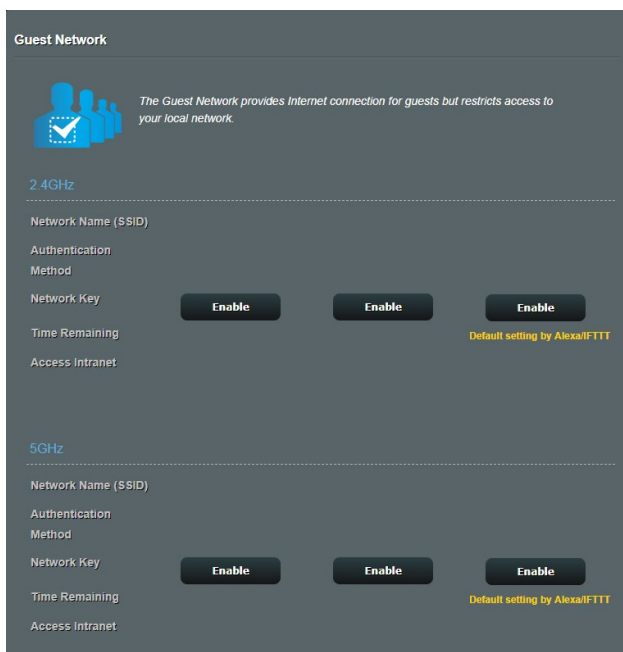 Guest Network
The Guest Network provides Internet connection for guests but restricts access to
your local network.
2.4GHz
Network Name (SSID)
Authentication
Method
Network Key
Enable Enable Enable
Time Remaining
Default setting by Alexa/IFTTT
Access Intranet
5GHz
Network Name (SSID)
Authentication
Method
Network Key
Enable Enable Enable
Time Remaining
Default setting by Alexa/IFTTT
Access Intranet